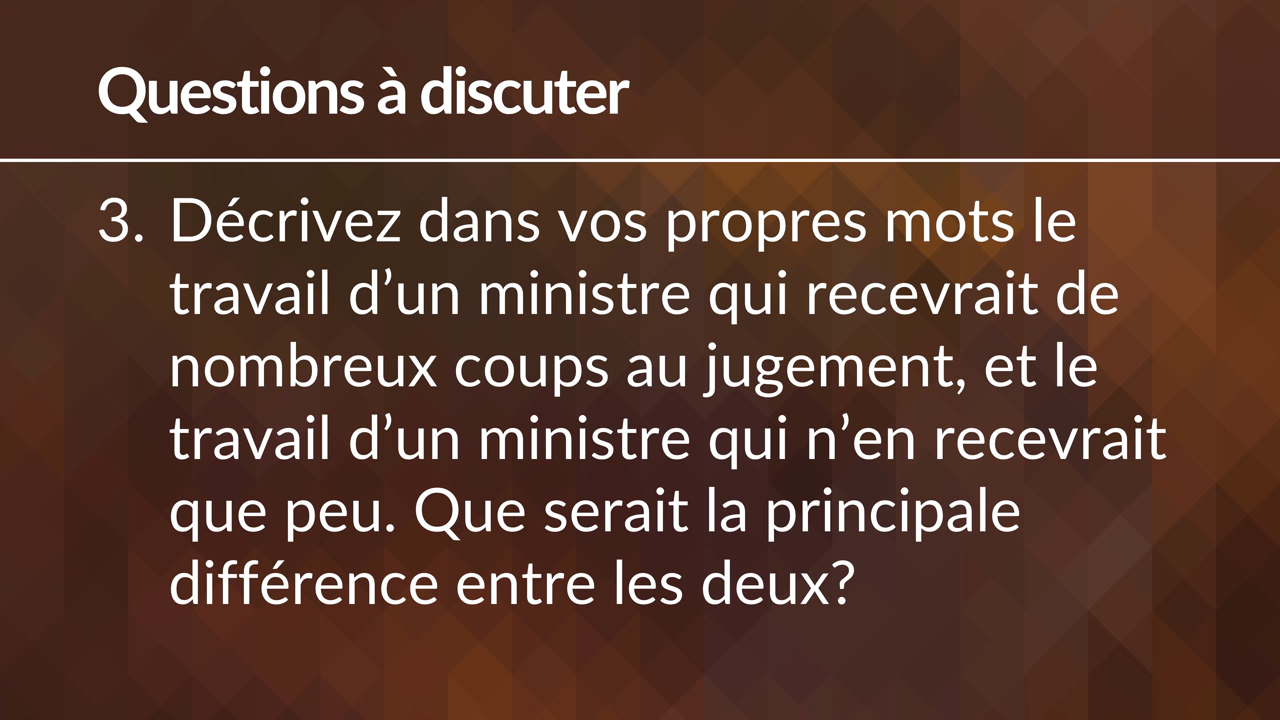 Questions à discuter
3. Décrivez dans vos propres mots le
travail d’un ministre qui recevrait de
nombreux coups au jugement, et le
travail d’un ministre qui n’en recevrait
que peu. Que serait la principale
différence entre les deux?